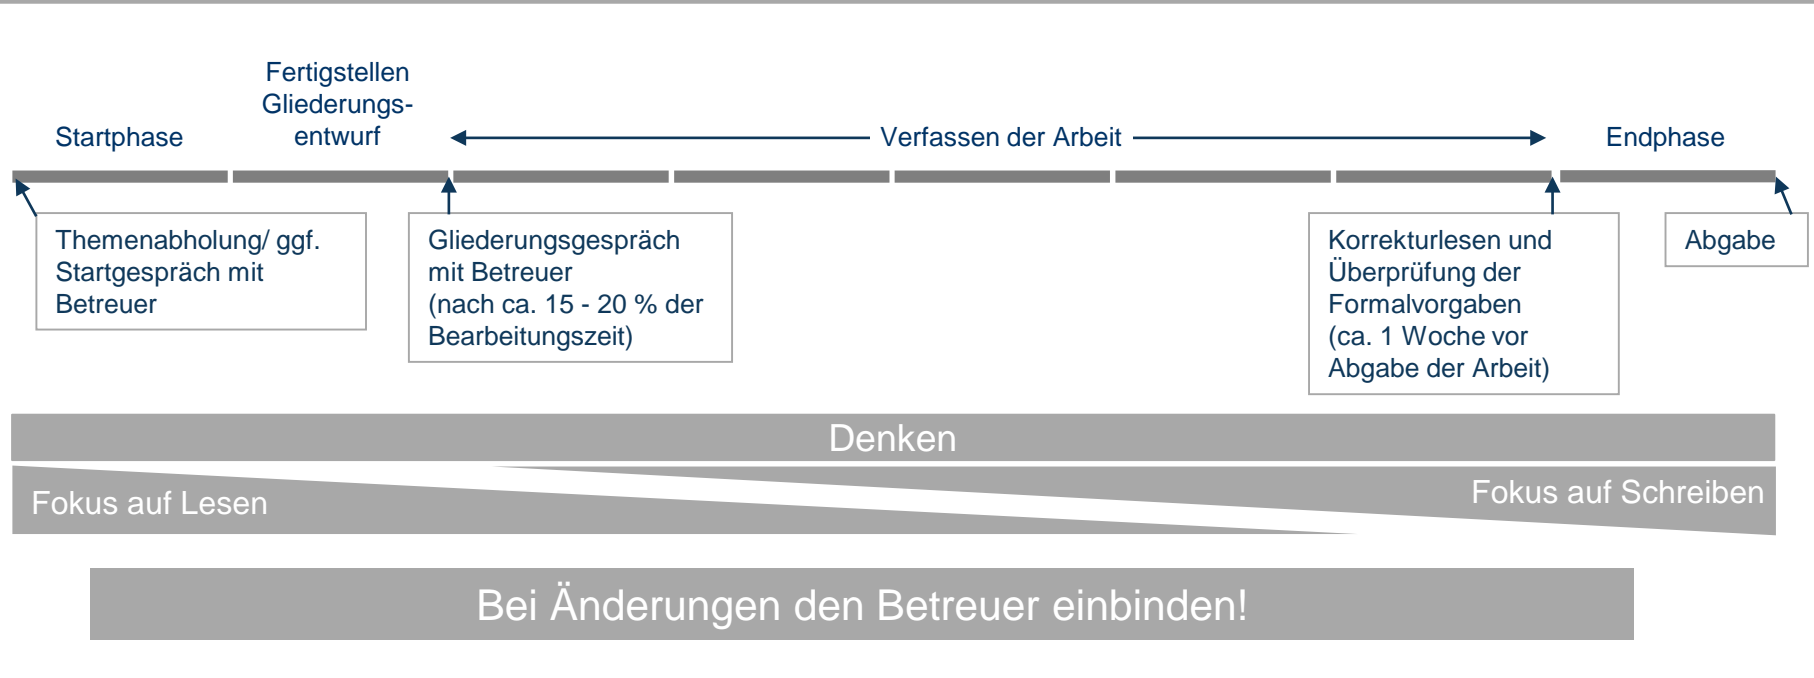 Fertigstellen
Gliederungs-
entwurf
Startphase
Verfassen der Arbeit
Endphase
Themenabholung/ ggf.
Startgespräch mit
Betreuer
Gliederungsgespräch
mit Betreuer
(nach ca. 15 - 20 % der
Bearbeitungszeit)
Korrekturlesen und
Überprüfung der
Formalvorgaben
(ca. 1 Woche vor
Abgabe der Arbeit)
Abgabe
Denken
Fokus auf Lesen
Fokus auf Schreiben
Bei Änderungen den Betreuer einbinden!